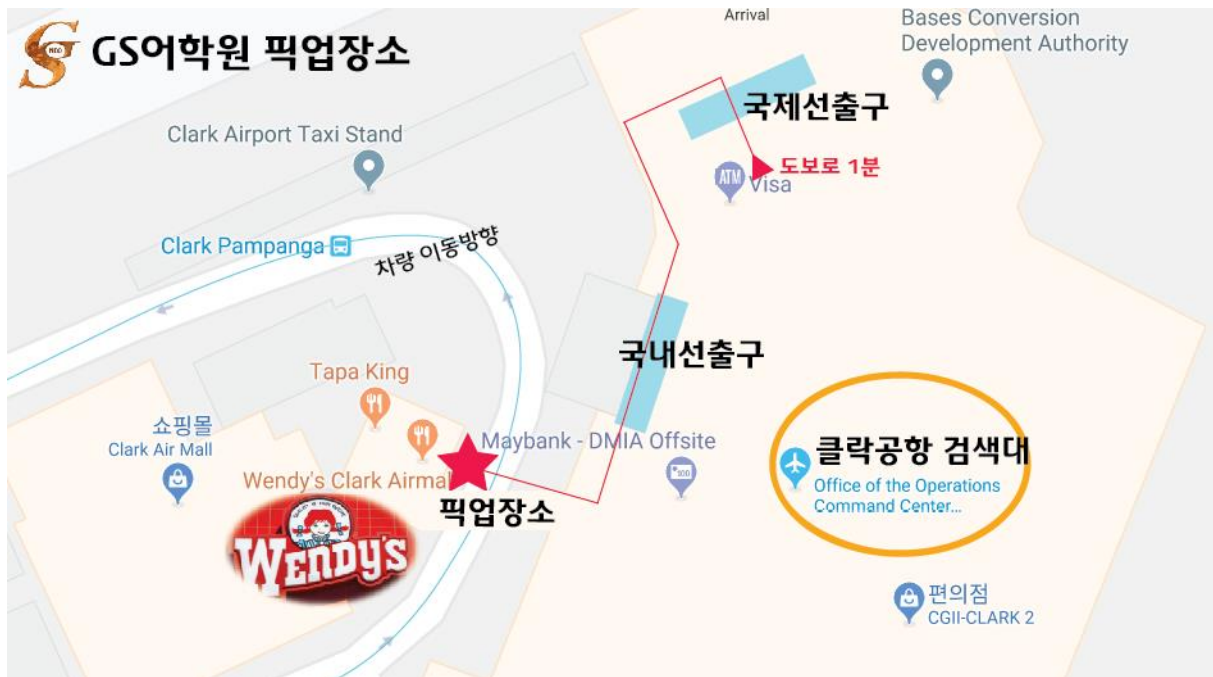 GS어학원 픽업장소
Arrival
Bases Conversion
Development Authority
국제선출구
Clark Airport Taxi Stand
도보로 1분
ATM
Visa
Clark Pampanga
차량 이동방향
국내선출구
Tapa King
쇼핑몰
Clark Air Mall
Maybank - DMIA Offsite
클락공항 검색대
Office of the Operations
Command Center...
Wendy's Clark Airma
픽업장소
WENDY'S
편의점
CGII-CLARK 2